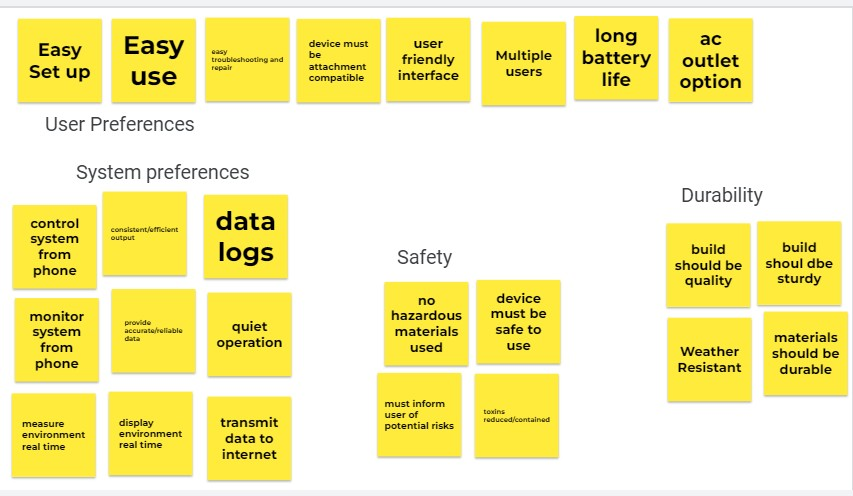 Easy
Set up
Easy
use
easy
troubleshooting and
repair
device must
be
attachment
compatible
user
friendly
interface
Multiple
users
long
battery
life
ac
outlet
option
User Preferences
System preferences
control
system
from
phone
consistent/efficient
output
data
logs
monitor
system
from
phone
provide
accurate/reliable
data
quiet
operation
measure
environment
real time
display
environment
real time
transmit
data to
internet
Safety
no
hazardous
materials
used
device
must be
safe to
use
must inform
user of
potential risks
toxins
reduced/contained
Durability
build
should be
quality
build
shoul dbe
sturdy
Weather
Resistant
materials
should be
durable